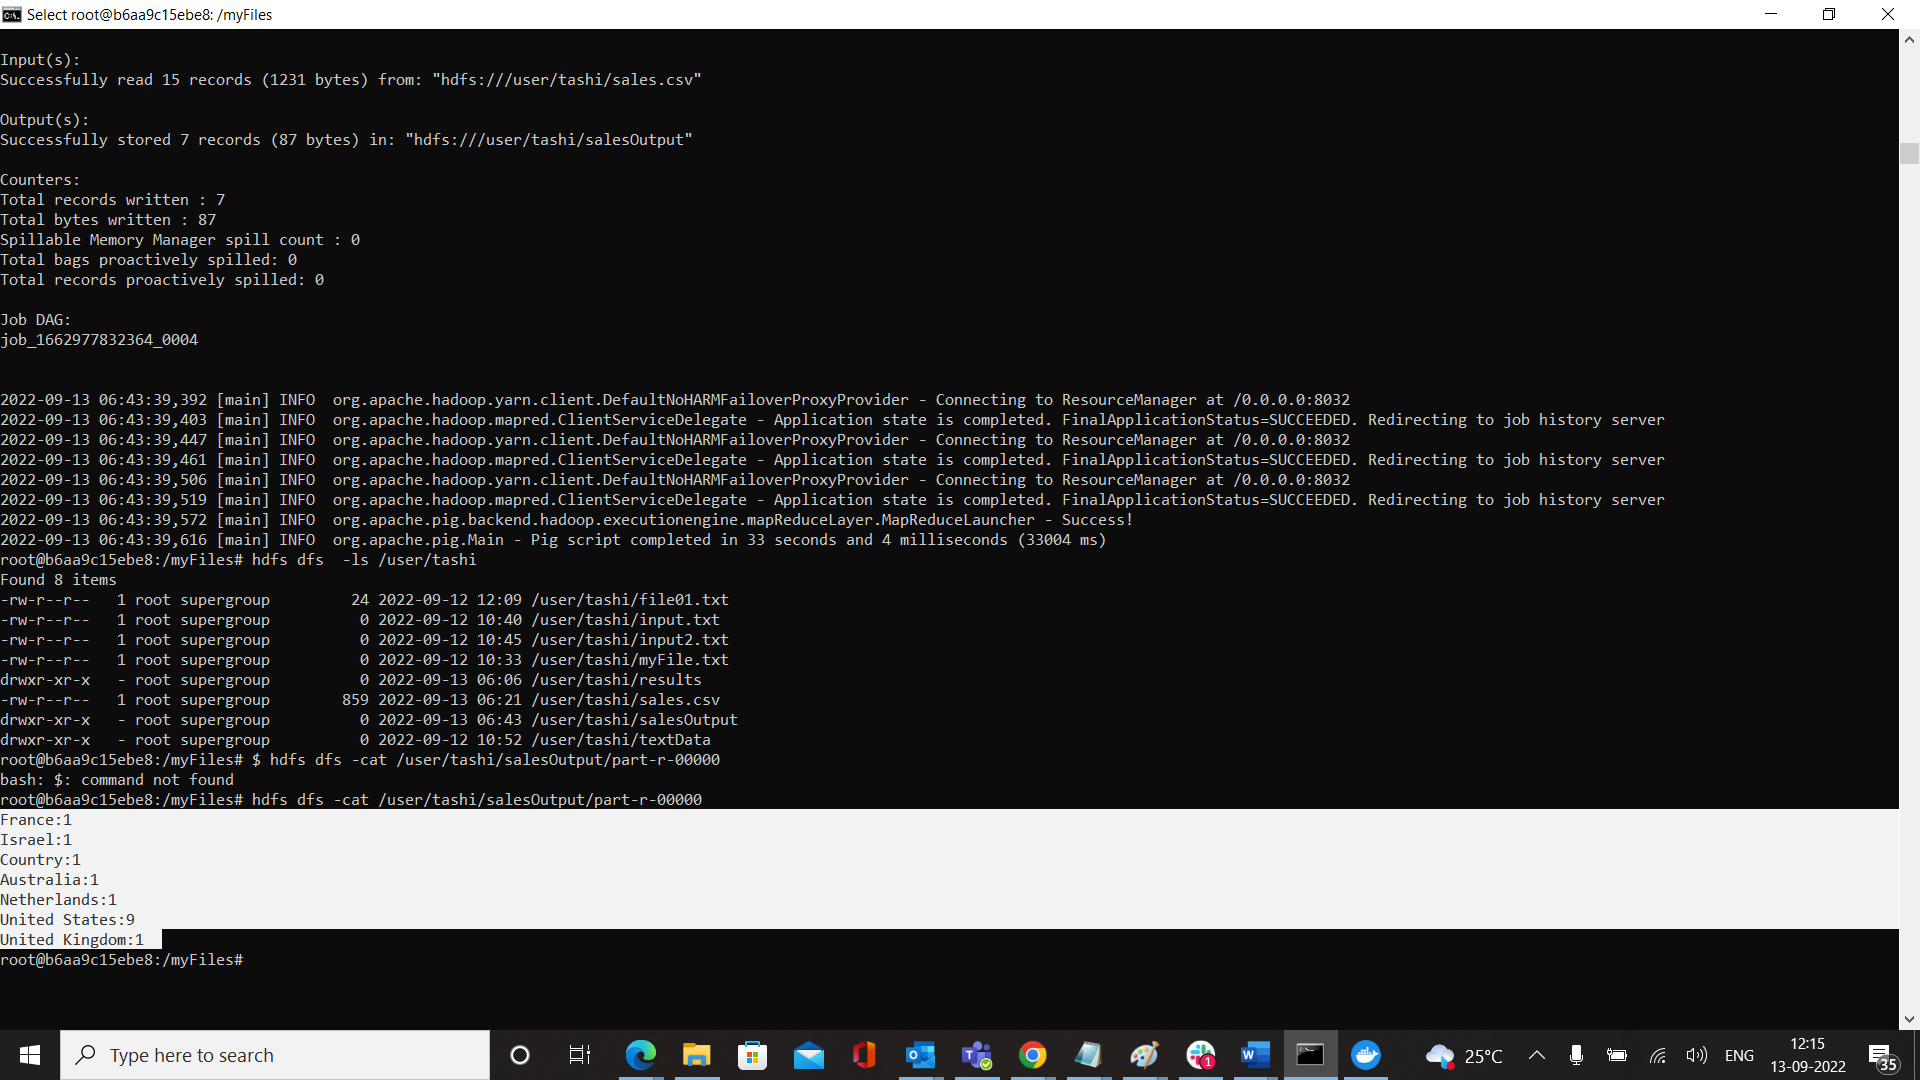 Select root@b6aa9c15ebe8: /myFiles
Input(s):
Successfully read 15 records (1231 bytes) from: "hdfs:///user/tashi/sales.csv"
Output(s):
Successfully stored 7 records (87 bytes) in: "hdfs:///user/tashi/salesOutput"
Counters:
Total records written : 7
Total bytes written : 87
Spillable Memory Manager spill count : 0
Total bags proactively spilled: 0
Total records proactively spilled: 0
Job DAG:
job_1662977832364_0004
2022-09-13 06:43:39,392 [main] INFO  org.apache.hadoop.yarn.client.DefaultNoHARMFailoverProxyProvider - Connecting to ResourceManager at /0.0.0.0:8032
2022-09-13 06:43:39,403 [main] INFO  org.apache.hadoop.mapred.ClientServiceDelegate - Application state is completed. FinalApplicationStatus=SUCCEEDED. Redirecting to job history server
2022-09-13 06:43:39,447 [main] INFO  org.apache.hadoop.yarn.client.DefaultNoHARMFailoverProxyProvider - Connecting to ResourceManager at /0.0.0.0:8032
2022-09-13 06:43:39,461 [main] INFO  org.apache.hadoop.mapred.ClientServiceDelegate - Application state is completed. FinalApplicationStatus=SUCCEEDED. Redirecting to job history server
2022-09-13 06:43:39,506 [main] INFO  org.apache.hadoop.yarn.client.DefaultNoHARMFailoverProxyProvider - Connecting to ResourceManager at /0.0.0.0:8032
2022-09-13 06:43:39,519 [main] INFO  org.apache.hadoop.mapred.ClientServiceDelegate - Application state is completed. FinalApplicationStatus=SUCCEEDED. Redirecting to job history server
2022-09-13 06:43:39,572 [main] INFO  org.apache.pig.backend.hadoop.executionengine.mapReduceLayer.MapReduceLauncher - Success!
2022-09-13 06:43:39,616 [main] INFO  org.apache.pig.Main - Pig script completed in 33 seconds and 4 milliseconds (33004 ms)
root@b6aa9c15ebe8:/myFiles# hdfs dfs  -ls /user/tashi
Found 8 items
-rw-r--r--   1 root supergroup         24 2022-09-12 12:09 /user/tashi/file01.txt
-rw-r--r--   1 root supergroup          0 2022-09-12 10:40 /user/tashi/input.txt
-rw-r--r--   1 root supergroup          0 2022-09-12 10:45 /user/tashi/input2.txt
-rw-r--r--   1 root supergroup          0 2022-09-12 10:33 /user/tashi/myFile.txt
drwxr-xr-x   - root supergroup          0 2022-09-13 06:06 /user/tashi/results
-rw-r--r--   1 root supergroup        859 2022-09-13 06:21 /user/tashi/sales.csv
drwxr-xr-x   - root supergroup          0 2022-09-13 06:43 /user/tashi/salesOutput
drwxr-xr-x   - root supergroup          0 2022-09-12 10:52 /user/tashi/textData
root@b6aa9c15ebe8:/myFiles# $ hdfs dfs -cat /user/tashi/salesOutput/part-r-00000
bash: $: command not found
root@b6aa9c15ebe8:/myFiles# hdfs dfs -cat /user/tashi/salesOutput/part-r-00000
France:1
Israel:1
Country:1
Australia:1
Netherlands:1
United States:9
United Kingdom:1
root@b6aa9c15ebe8:/myFiles#
Type here to search
25°C
ENG
12:15
13-09-2022
35
1